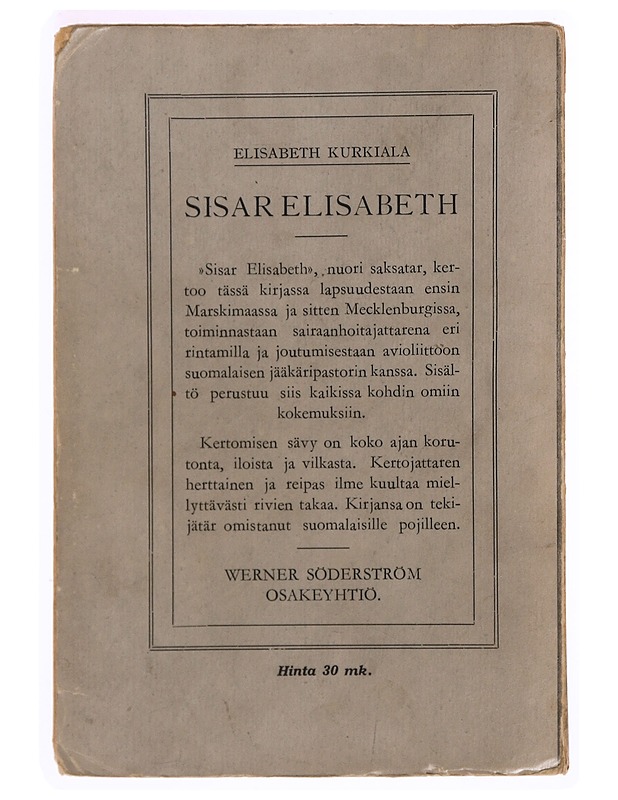 ELISABETH KURKIALA
SISAR ELISABETH
»Sisar Elisabeth», nuori saksatar, ker-
too tässä kirjassa lapsuudestaan ensin
Marskimaassa ja sitten Mecklenburgissa,
toiminnastaan sairaanhoitajattarena eri
rintamilla ja joutumisestaan avioliittoon
suomalaisen jääkäripastorin kanssa. Sisäl-
tö perustuu siis kaikissa kohdin omiin
kokemuksiin.
Kertomisen sävy on koko ajan koru-
tonta, iloista ja vilkasta. Kertojattaren
herttainen ja reipas ilme kuultaa miel-
lyttävästi rivien takaa. Kirjansa on teki-
jätär omistanut suomalaisille pojilleen.
WERNER SÖDERSTRÖM
OSAKEYHTIÖ.
Hinta 30 mk.